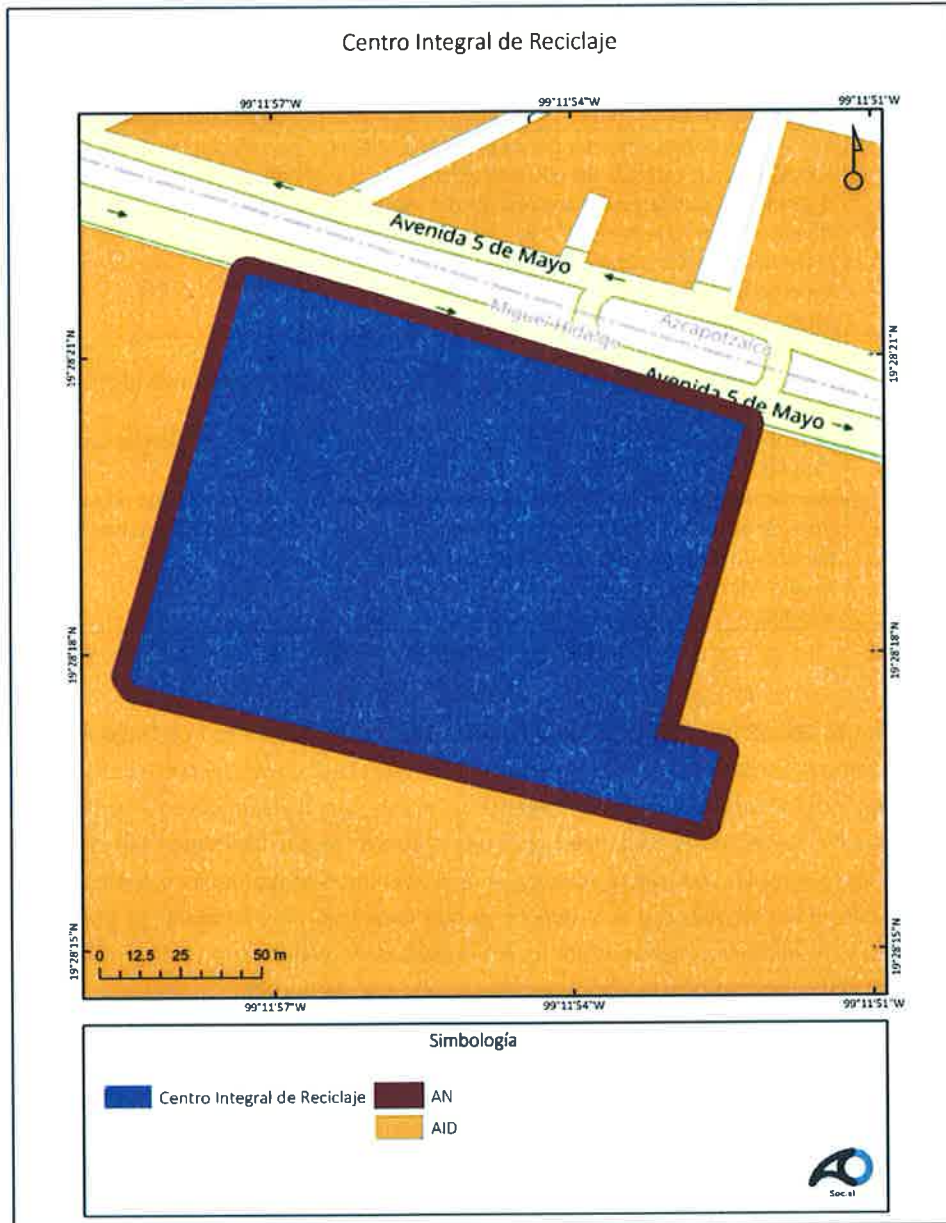 Centro Integral de Reciclaje
99°11'57"W 99°11'54"W 99°11'51"W
Avenida 5 de Mayo
Miguel Hidalgo
Azcapotzalco
Avenida 5 de Mayo
19°28'21"N 19°28'21"N
19°28'18"N 19°28'18"N
19°28'15"N 19°28'15"N
0 12.5 25 50 m
99°11'57"W 99°11'54"W 99°11'51"W
Simbología
Centro Integral de Reciclaje AN
AID